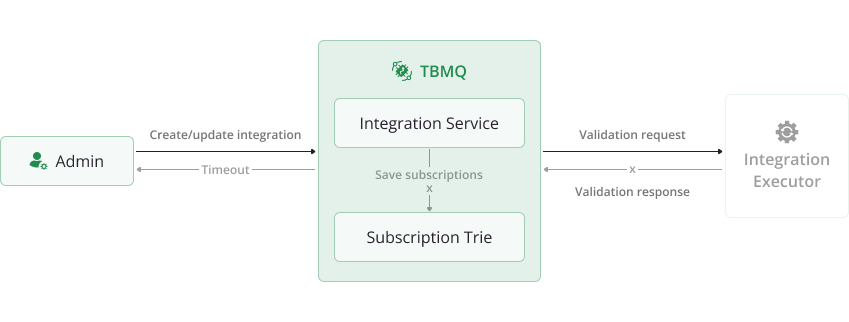 TBMQ
Integration Service
Create/update integration
Validation request
Admin
Timeout
Save subscriptions
x
x
Integration
Executor
Validation response
Subscription Trie